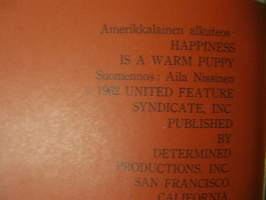 Amerikkalainen alkuteos
HAPPINESS
IS A WARM PUPPY
Suomennos: Aila Nissinen
© 1962 UNITED FEATURE
SYNDICATE, INC.
PUBLISHED
BY
DETERMINED
PRODUCTIONS, INC.
SAN FRANCISCO,
CALIFORNIA.